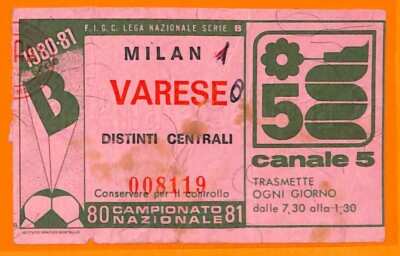 F.I.G.C. LEGA NAZIONALE SERIE B
1980-81
B
MILAN 1
VARESE 0
DISTINTI CENTRALI
008119
Conservare per il controllo
80 CAMPIONATO NAZIONALE 81
5
canale 5
TRASMETTE
OGNI GIORNO
dalle 7,30 alla 1,30